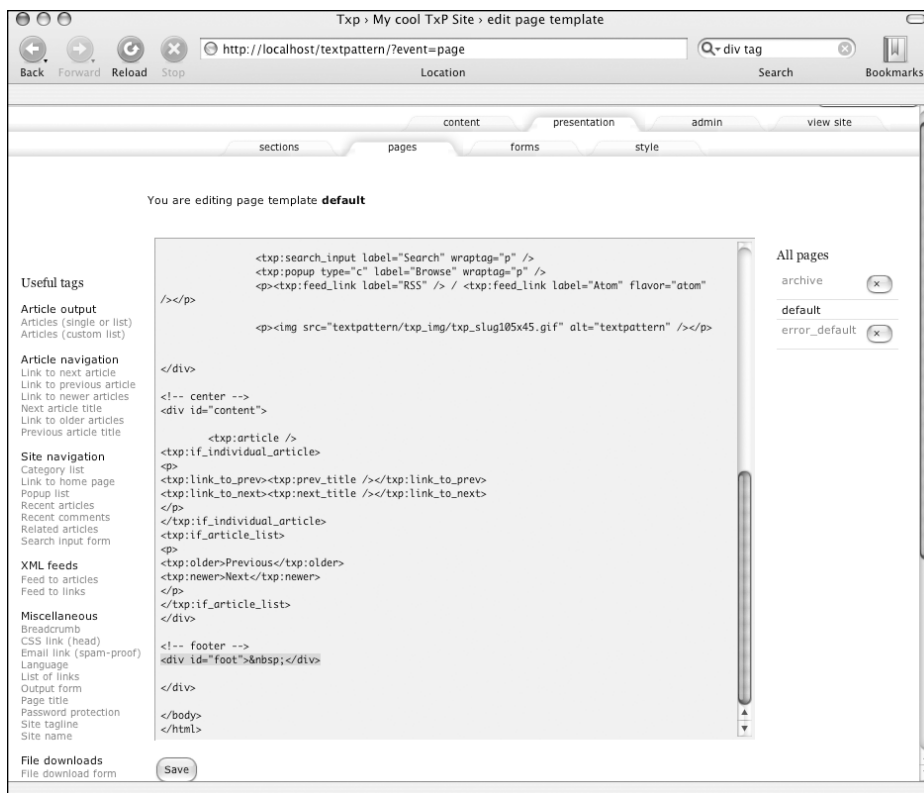 Txp › My cool TxP Site › edit page template
http://localhost/textpattern/?event=page
div tag
Back Forward Reload Stop Location Search Bookmarks
content presentation admin view site
sections pages forms style
You are editing page template default
Useful tags
Article output
Articles (single or list)
Articles (custom list)
Article navigation
Link to next article
Link to previous article
Link to newer articles
Next article title
Link to older articles
Previous article title
Site navigation
Category list
Link to home page
Popup list
Recent articles
Recent comments
Related articles
Search input form
XML feeds
Feed to articles
Feed to links
Miscellaneous
Breadcrumb
CSS link (head)
Email link (spam-proof)
Language
List of links
Output form
Page title
Password protection
Site tagline
Site name
File downloads
File download form
<txp:search_input label="Search" wraptag="p" />
<txp:popup type="c" label="Browse" wraptag="p" />
<p><txp:feed_link label="RSS" /> / <txp:feed_link label="Atom" flavor="atom"
/></p>
<p><img src="textpattern/txp_img/txp_slug105x45.gif" alt="textpattern" /></p>
</div>
<!-- center -->
<div id="content">
<txp:article />
<txp:if_individual_article>
<p>
<txp:link_to_prev><txp:prev_title /></txp:link_to_prev>
<txp:link_to_next><txp:next_title /></txp:link_to_next>
</p>
</txp:if_individual_article>
<txp:if_article_list>
<p>
<txp:older>Previous</txp:older>
<txp:newer>Next</txp:newer>
</p>
</txp:if_article_list>
</div>
<!-- footer -->
<div id="foot">&nbsp;</div>
</div>
</body>
</html>
Save
All pages
archive x
default
error_default x